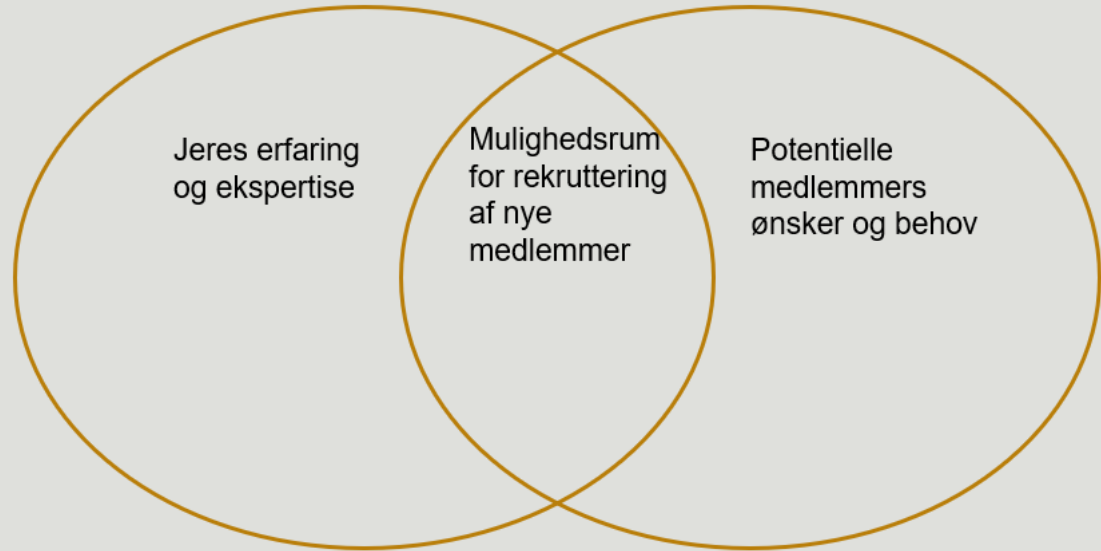 Jeres erfaring
og ekspertise
Mulighedsrum
for rekruttering
af nye
medlemmer
Potentielle
medlemmers
ønsker og behov